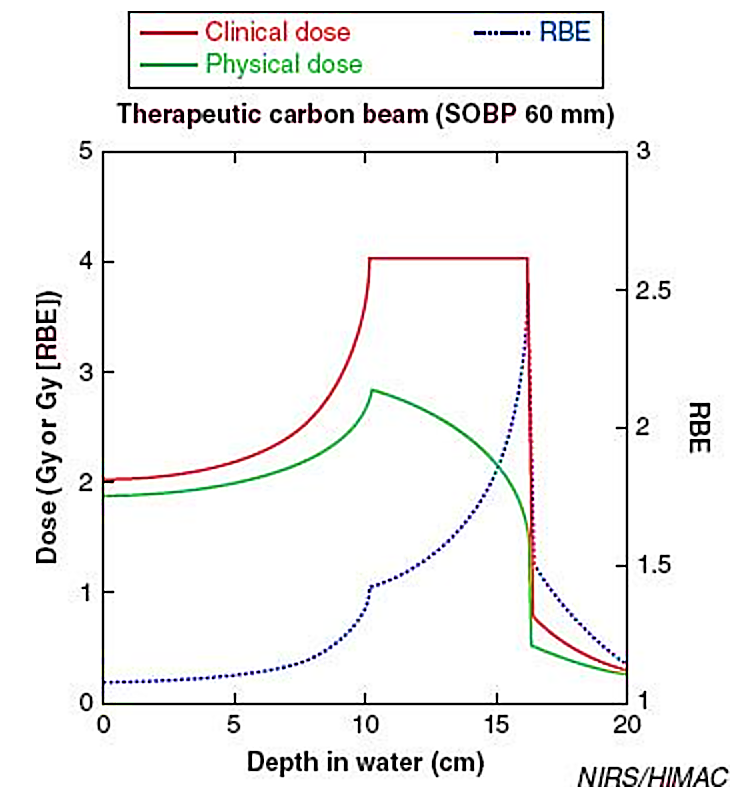 Clinical dose
RBE
Physical dose
Therapeutic carbon beam (SOBP 60 mm)
5
4
3
2
1
0
3
2.5
2
1.5
1
Dose (Gy or Gy [RBE])
RBE
0
5
10
15
20
Depth in water (cm)
NIRS/HIMAC